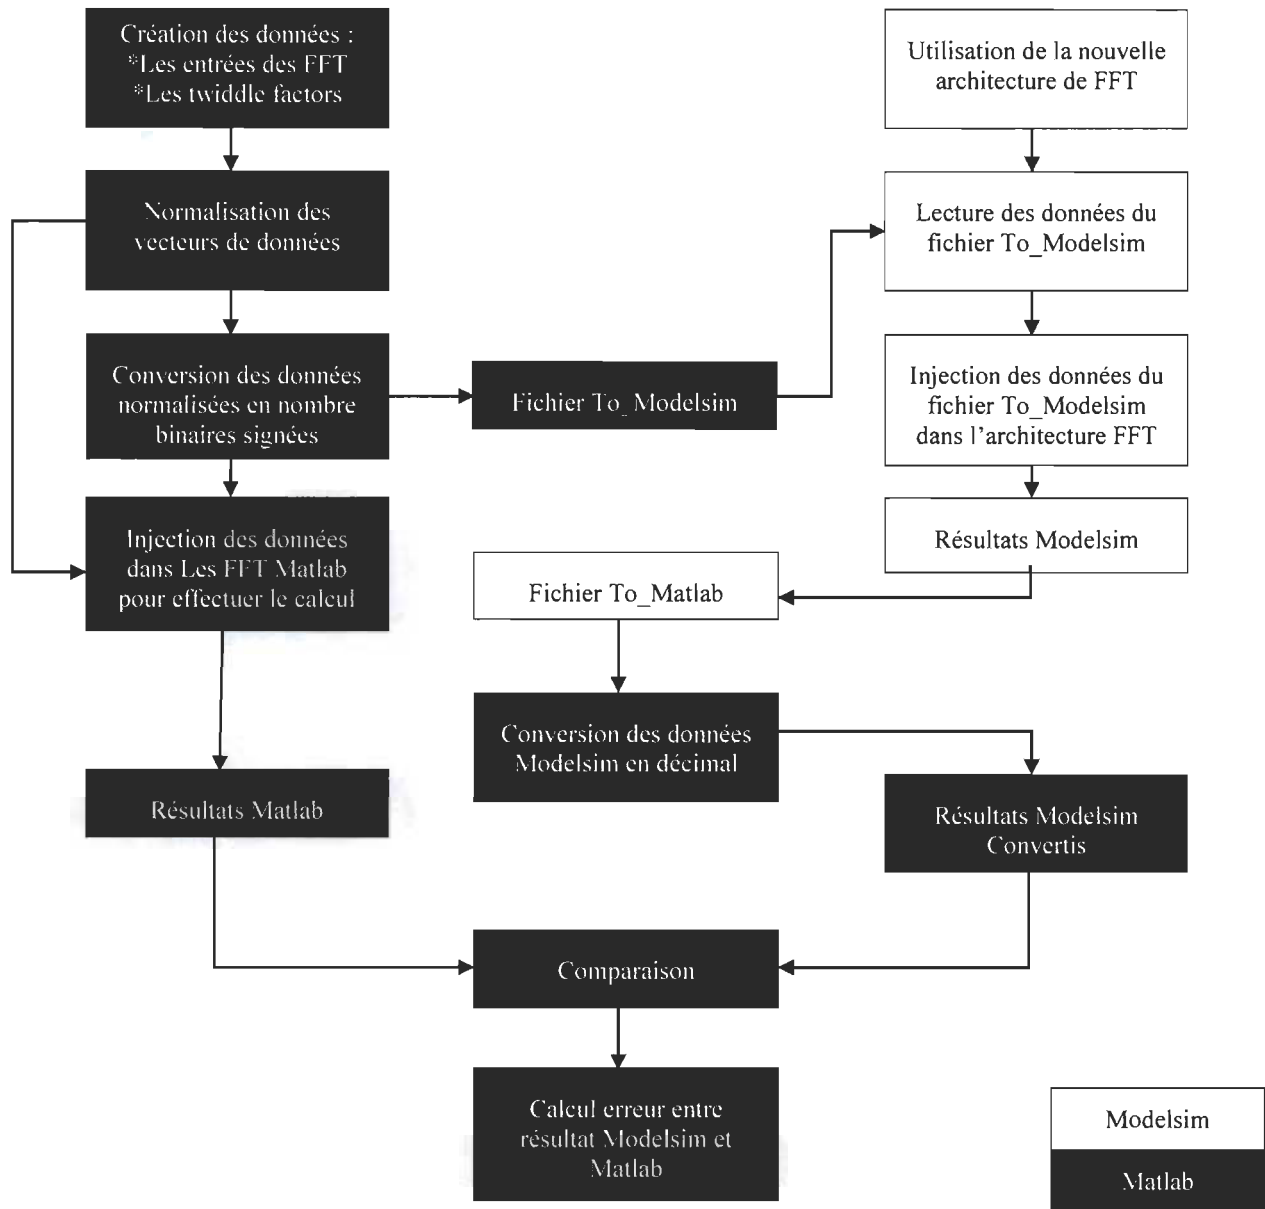 Création des données :
*Les entrées des FFT
*Les twiddle factors
Normalisation des
vecteurs de données
Conversion des données
normalisées en nombre
binaires signées
Injection des données
dans Les FFT Matlab
pour effectuer le calcul
Résultats Matlab
Fichier To_Modelsim
Utilisation de la nouvelle
architecture de FFT
Lecture des données du
fichier To_Modelsim
Injection des données du
fichier To_Modelsim
dans l'architecture FFT
Résultats Modelsim
Fichier To_Matlab
Conversion des données
Modelsim en décimal
Résultats Modelsim
Convertis
Comparaison
Calcul erreur entre
résultat Modelsim et
Matlab
Modelsim
Matlab